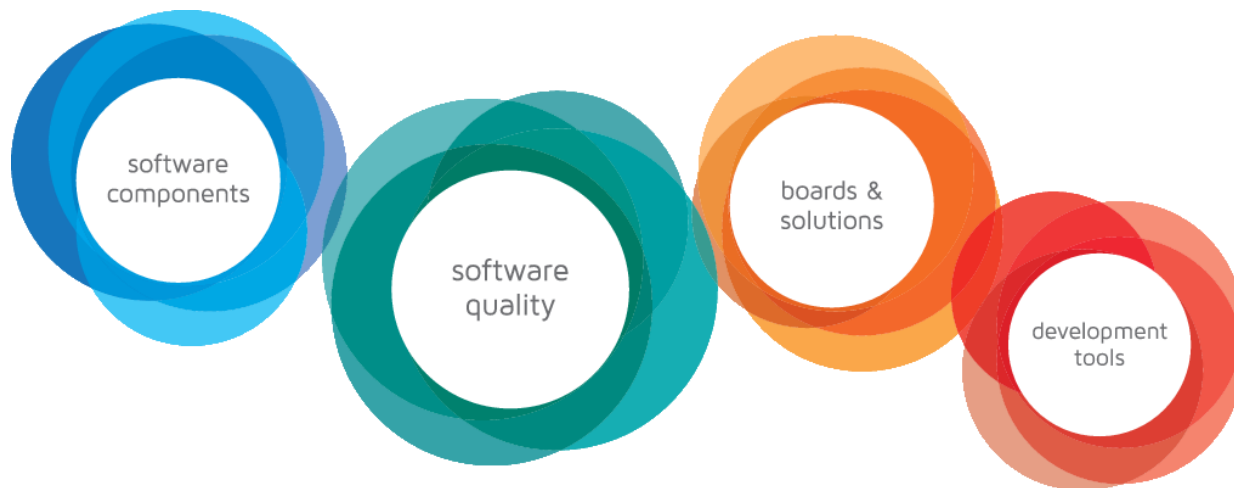 software
components
software
quality
boards &
solutions
development
tools